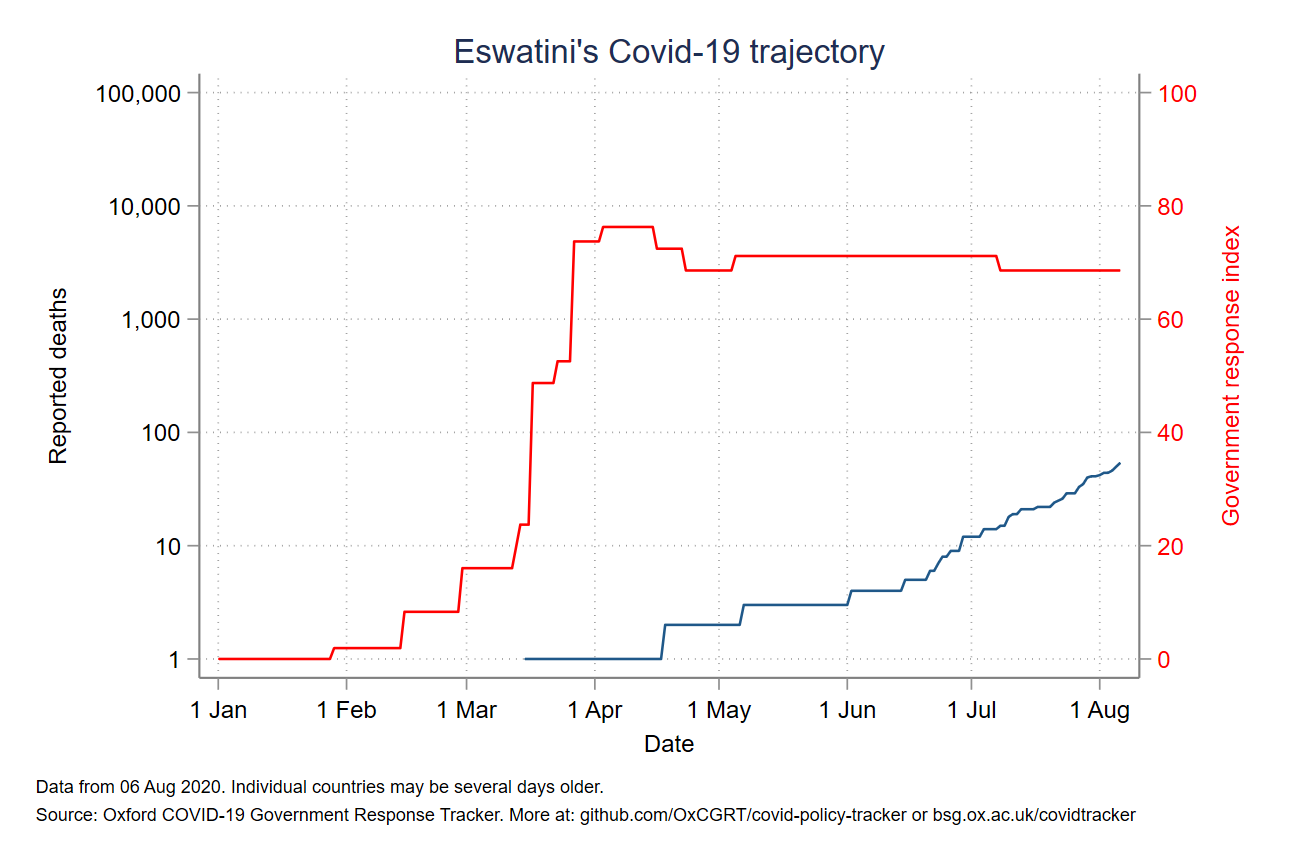 Eswatini's Covid-19 trajectory
100,000
10,000
1,000
100
10
1
Reported deaths
100
80
60
40
20
0
Government response index
1 Jan 1 Feb 1 Mar 1 Apr 1 May 1 Jun 1 Jul 1 Aug
Date
Data from 06 Aug 2020. Individual countries may be several days older.
Source: Oxford COVID-19 Government Response Tracker. More at: github.com/OxCGRT/covid-policy-tracker or bsg.ox.ac.uk/covidtracker